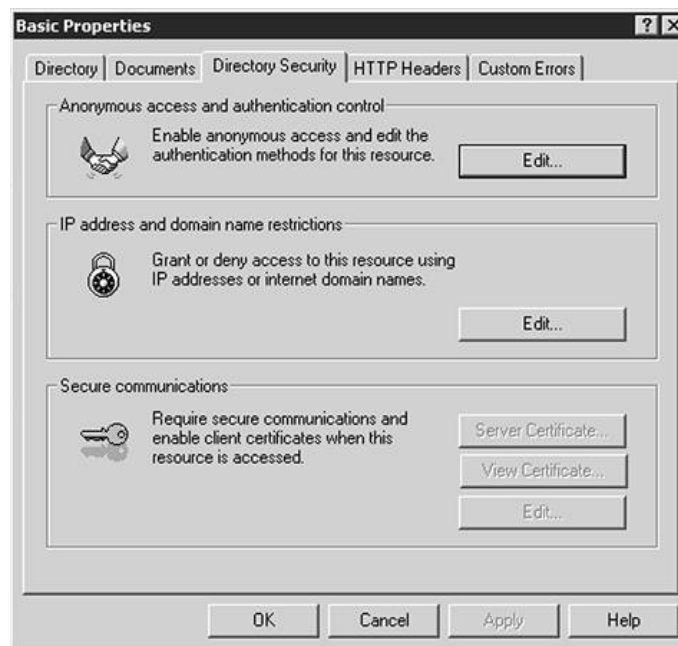 Basic Properties
Directory Documents Directory Security HTTP Headers Custom Errors
Anonymous access and authentication control
Enable anonymous access and edit the
authentication methods for this resource.
Edit...
IP address and domain name restrictions
Grant or deny access to this resource using
IP addresses or internet domain names.
Edit...
Secure communications
Require secure communications and
enable client certificates when this
resource is accessed.
Server Certificate...
View Certificate...
Edit...
OK Cancel Apply Help